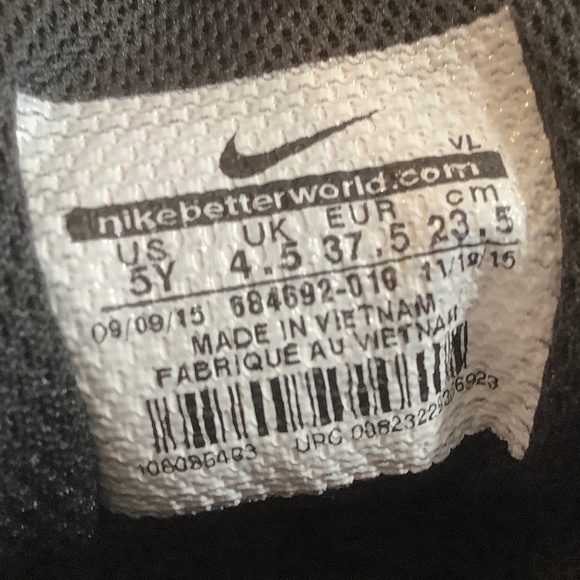 VL
nikebetterworld.com
US UK EUR cm
5Y 4.5 37.5 23.5
09/09/15 684692-010 11/19/15
MADE IN VIETNAM
FABRIQUE AU VIETNAM
UPC